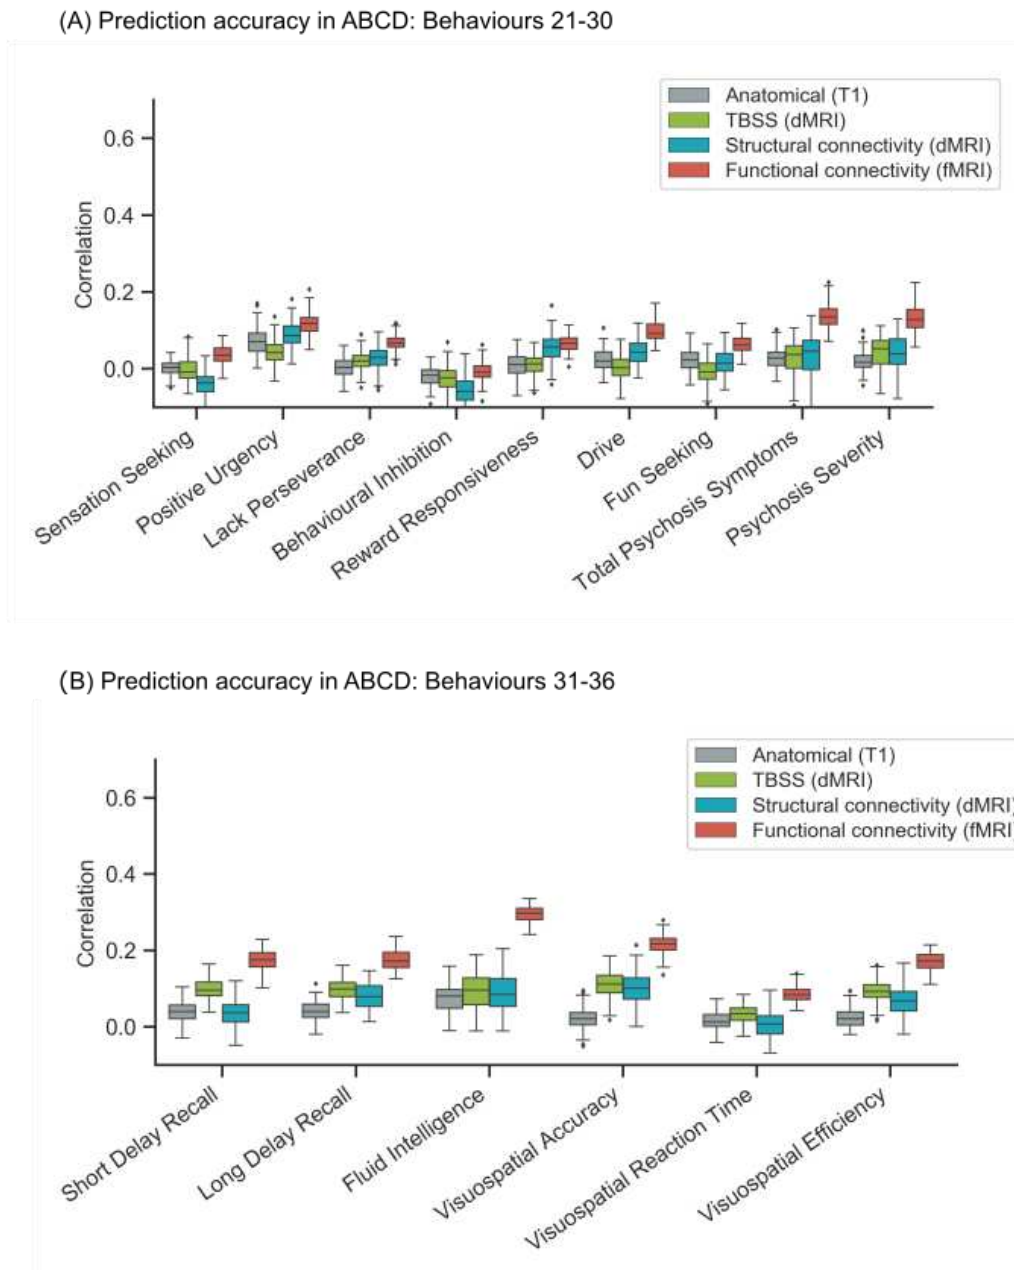 (A) Prediction accuracy in ABCD: Behaviours 21-30
Anatomical (T1)
TBSS (dMRI)
Structural connectivity (dMRI)
Functional connectivity (fMRI)
Correlation
0.6
0.4
0.2
0.0
Sensation Seeking
Positive Urgency
Lack Perseverance
Behavioural Inhibition
Reward Responsiveness
Drive
Fun Seeking
Total Psychosis Symptoms
Psychosis Severity
(B) Prediction accuracy in ABCD: Behaviours 31-36
Anatomical (T1)
TBSS (dMRI)
Structural connectivity (dMRI)
Functional connectivity (fMRI
Correlation
0.6
0.4
0.2
0.0
Short Delay Recall
Long Delay Recall
Fluid Intelligence
Visuospatial Accuracy
Visuospatial Reaction Time
Visuospatial Efficiency